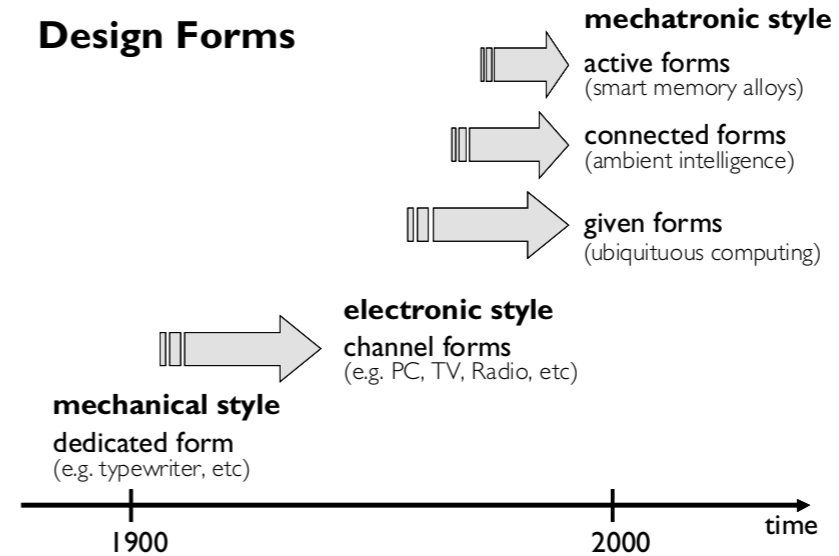 Design Forms
mechatronic style
active forms
(smart memory alloys)
connected forms
(ambient intelligence)
given forms
(ubiquituous computing)
electronic style
channel forms
(e.g. PC, TV, Radio, etc)
mechanical style
dedicated form
(e.g. typewriter, etc)
time
1900
2000